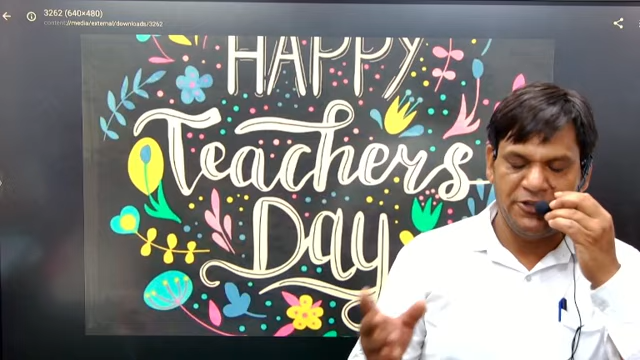 3262 (640×480)
content://media/external/downloads/3262
HAPPY
Teachers
Day